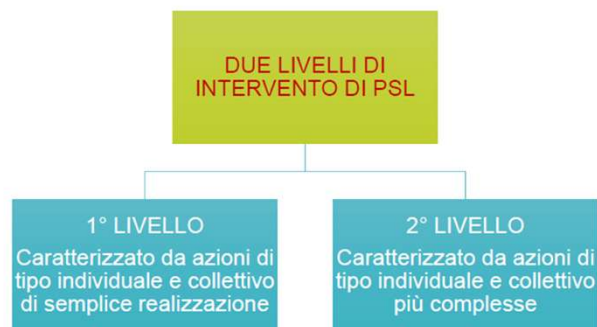 DUE LIVELLI DI
INTERVENTO DI PSL
1° LIVELLO
Caratterizzato da azioni di
tipo individuale e collettivo
di semplice realizzazione
2° LIVELLO
Caratterizzato da azioni di
tipo individuale e collettivo
più complesse